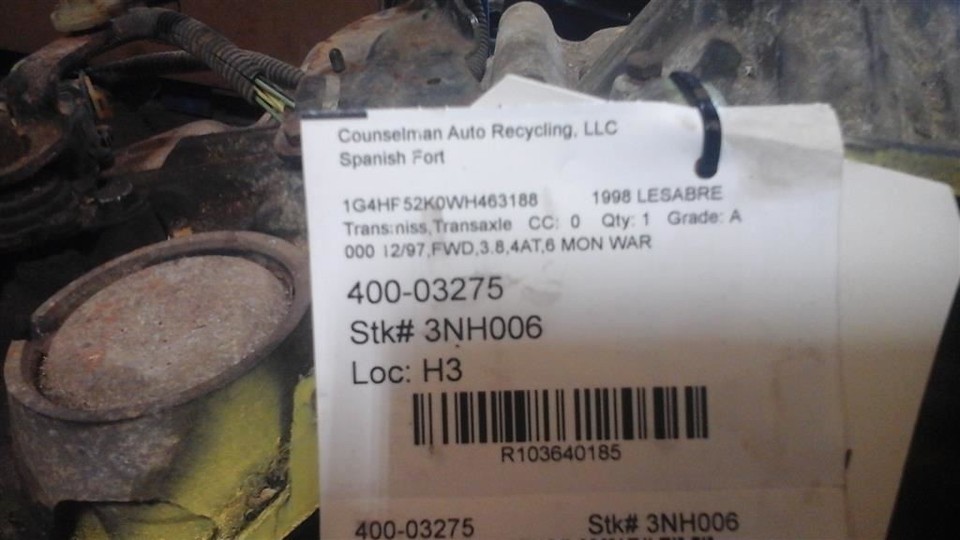 Counselman Auto Recycling, LLC
Spanish Fort
1G4HF52K0WH463188 1998 LESABRE
Trans:niss,Transaxle CC: 0 Qty: 1 Grade: A
000 12/97,FWD,3.8,4AT,6 MON WAR
400-03275
Stk# 3NH006
Loc: H3
R103640185
400-03275 Stk# 3NH006